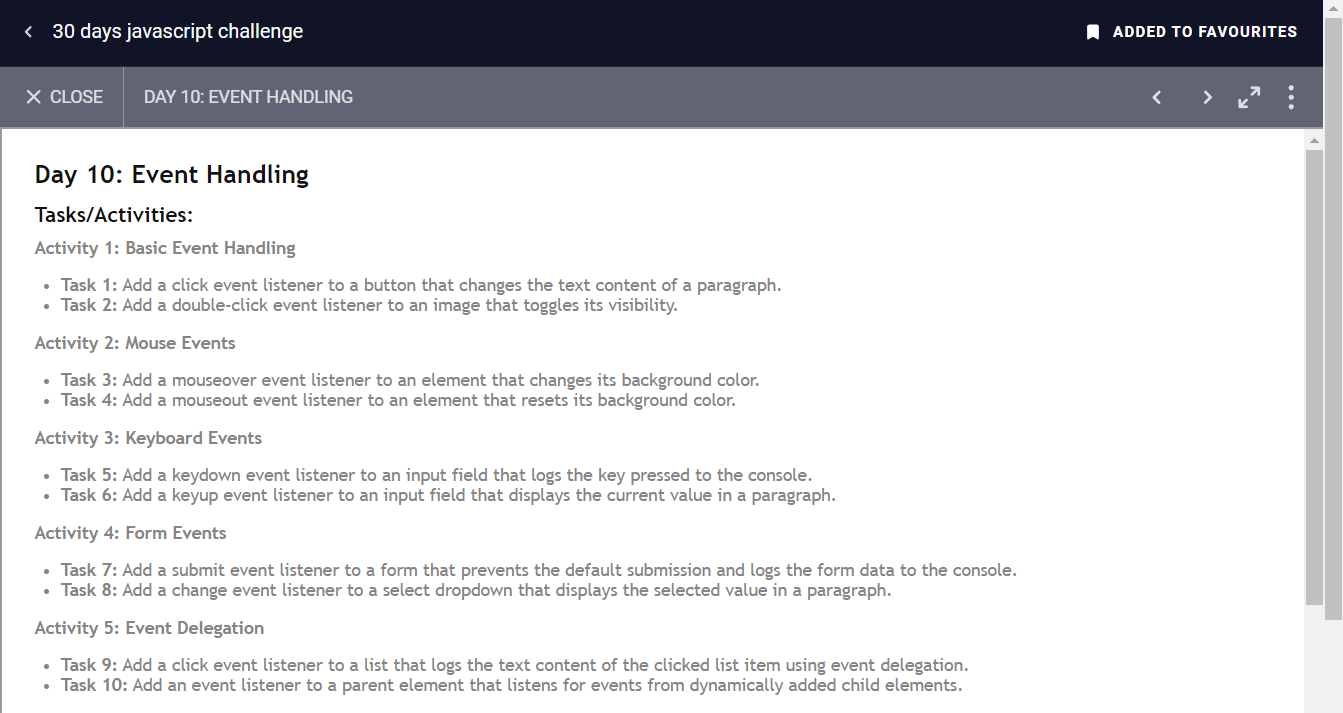 30 days javascript challenge
ADDED TO FAVOURITES
CLOSE
DAY 10: EVENT HANDLING
Day 10: Event Handling
Tasks/Activities:
Activity 1: Basic Event Handling
• Task 1: Add a click event listener to a button that changes the text content of a paragraph.
• Task 2: Add a double-click event listener to an image that toggles its visibility.
Activity 2: Mouse Events
• Task 3: Add a mouseover event listener to an element that changes its background color.
• Task 4: Add a mouseout event listener to an element that resets its background color.
Activity 3: Keyboard Events
• Task 5: Add a keydown event listener to an input field that logs the key pressed to the console.
• Task 6: Add a keyup event listener to an input field that displays the current value in a paragraph.
Activity 4: Form Events
• Task 7: Add a submit event listener to a form that prevents the default submission and logs the form data to the console.
• Task 8: Add a change event listener to a select dropdown that displays the selected value in a paragraph.
Activity 5: Event Delegation
• Task 9: Add a click event listener to a list that logs the text content of the clicked list item using event delegation.
• Task 10: Add an event listener to a parent element that listens for events from dynamically added child elements.